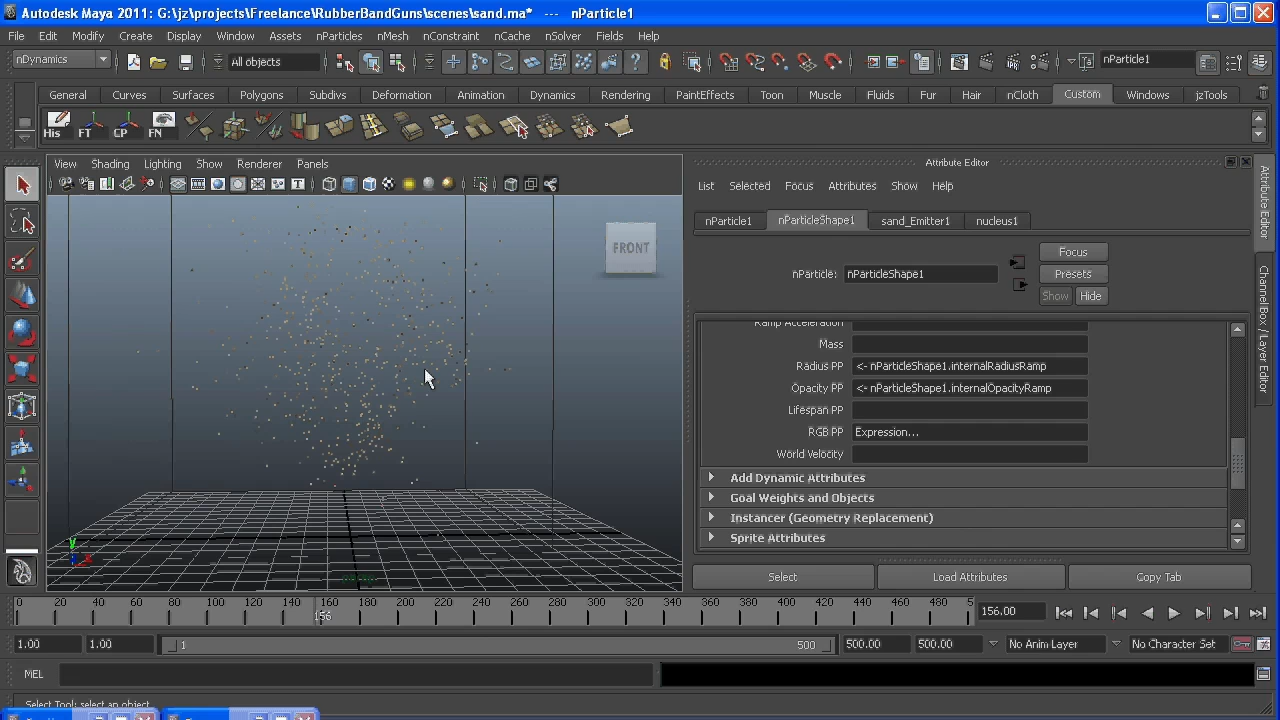 Autodesk Maya 2011: G:\jz\projects\Freelance\RubberBandGuns\scenes\sand.ma* --- nParticle1
File Edit Modify Create Display Window Assets nParticles nMesh nConstraint nCache nSolver Fields Help
nDynamics All objects nParticle1
General Curves Surfaces Polygons Subdivs Deformation Animation Dynamics Rendering PaintEffects Toon Muscle Fluids Fur Hair nCloth Custom Windows jzTools
His FT CP FN
View Shading Lighting Show Renderer Panels
Attribute Editor
List Selected Focus Attributes Show Help
nParticle1 nParticleShape1 sand_Emitter1 nucleus1
Focus
nParticle: nParticleShape1 Presets
Show Hide
FRONT
Ramp Acceleration
Mass
Radius PP <- nParticleShape1.internalRadiusRamp
Opacity PP <- nParticleShape1.internalOpacityRamp
Lifespan PP
RGB PP Expression...
World Velocity
Add Dynamic Attributes
Goal Weights and Objects
Instancer (Geometry Replacement)
Sprite Attributes
Select Load Attributes Copy Tab
Attribute Editor
Channel Box / Layer Editor
y
x
persp
0 20 40 60 80 100 120 140 156 180 200 220 240 260 280 300 320 340 360 380 400 420 440 460 480 5 156.00
1.00 1.00 1 500 500.00 500.00 No Anim Layer No Character Set
MEL
Select Tool: select an object